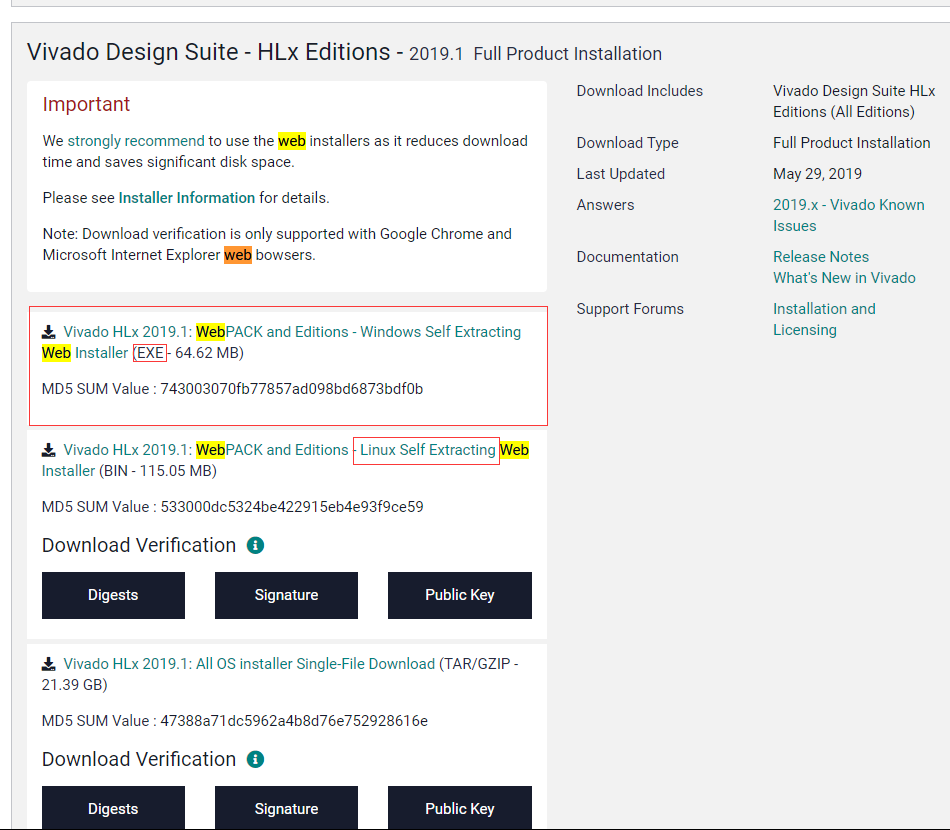 Vivado Design Suite - HLx Editions - 2019.1 Full Product Installation
Important
We strongly recommend to use the web installers as it reduces download
time and saves significant disk space.
Please see Installer Information for details.
Note: Download verification is only supported with Google Chrome and
Microsoft Internet Explorer web bowsers.
Vivado HLx 2019.1: WebPACK and Editions - Windows Self Extracting
Web Installer (EXE - 64.62 MB)
MD5 SUM Value : 743003070fb77857ad098bd6873bdf0b
Vivado HLx 2019.1: WebPACK and Editions - Linux Self Extracting Web
Installer (BIN - 115.05 MB)
MD5 SUM Value : 533000dc5324be422915eb4e93f9ce59
Download Verification
Digests
Signature
Public Key
Vivado HLx 2019.1: All OS installer Single-File Download (TAR/GZIP -
21.39 GB)
MD5 SUM Value : 47388a71dc5962a4b8d76e752928616e
Download Verification
Digests
Signature
Public Key
Download Includes
Vivado Design Suite HLx
Editions (All Editions)
Download Type
Full Product Installation
Last Updated
May 29, 2019
Answers
2019.x - Vivado Known
Issues
Documentation
Release Notes
What's New in Vivado
Support Forums
Installation and
Licensing